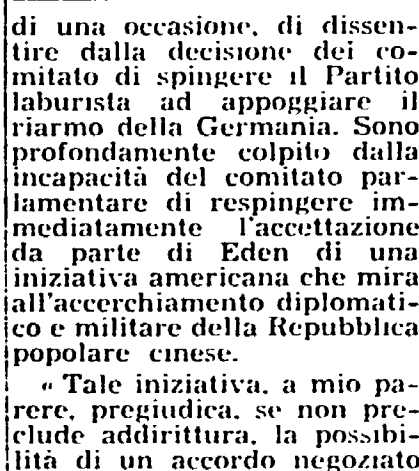 di una occasione, di dissen-
tire dalla decisione dei co-
mitato di spingere il Partito
laburista ad appoggiare il
riarmo della Germania. Sono
profondamente colpito dalla
incapacità del comitato par-
lamentare di respingere im-
mediatamente l'accettazione
da parte di Eden di una
iniziativa americana che mira
all'accerchiamento diplomati-
co e militare della Repubblica
popolare cinese.
« Tale iniziativa, a mio pa-
rere, pregiudica, se non pre-
clude addirittura, la possibi-
lità di un accordo negoziato